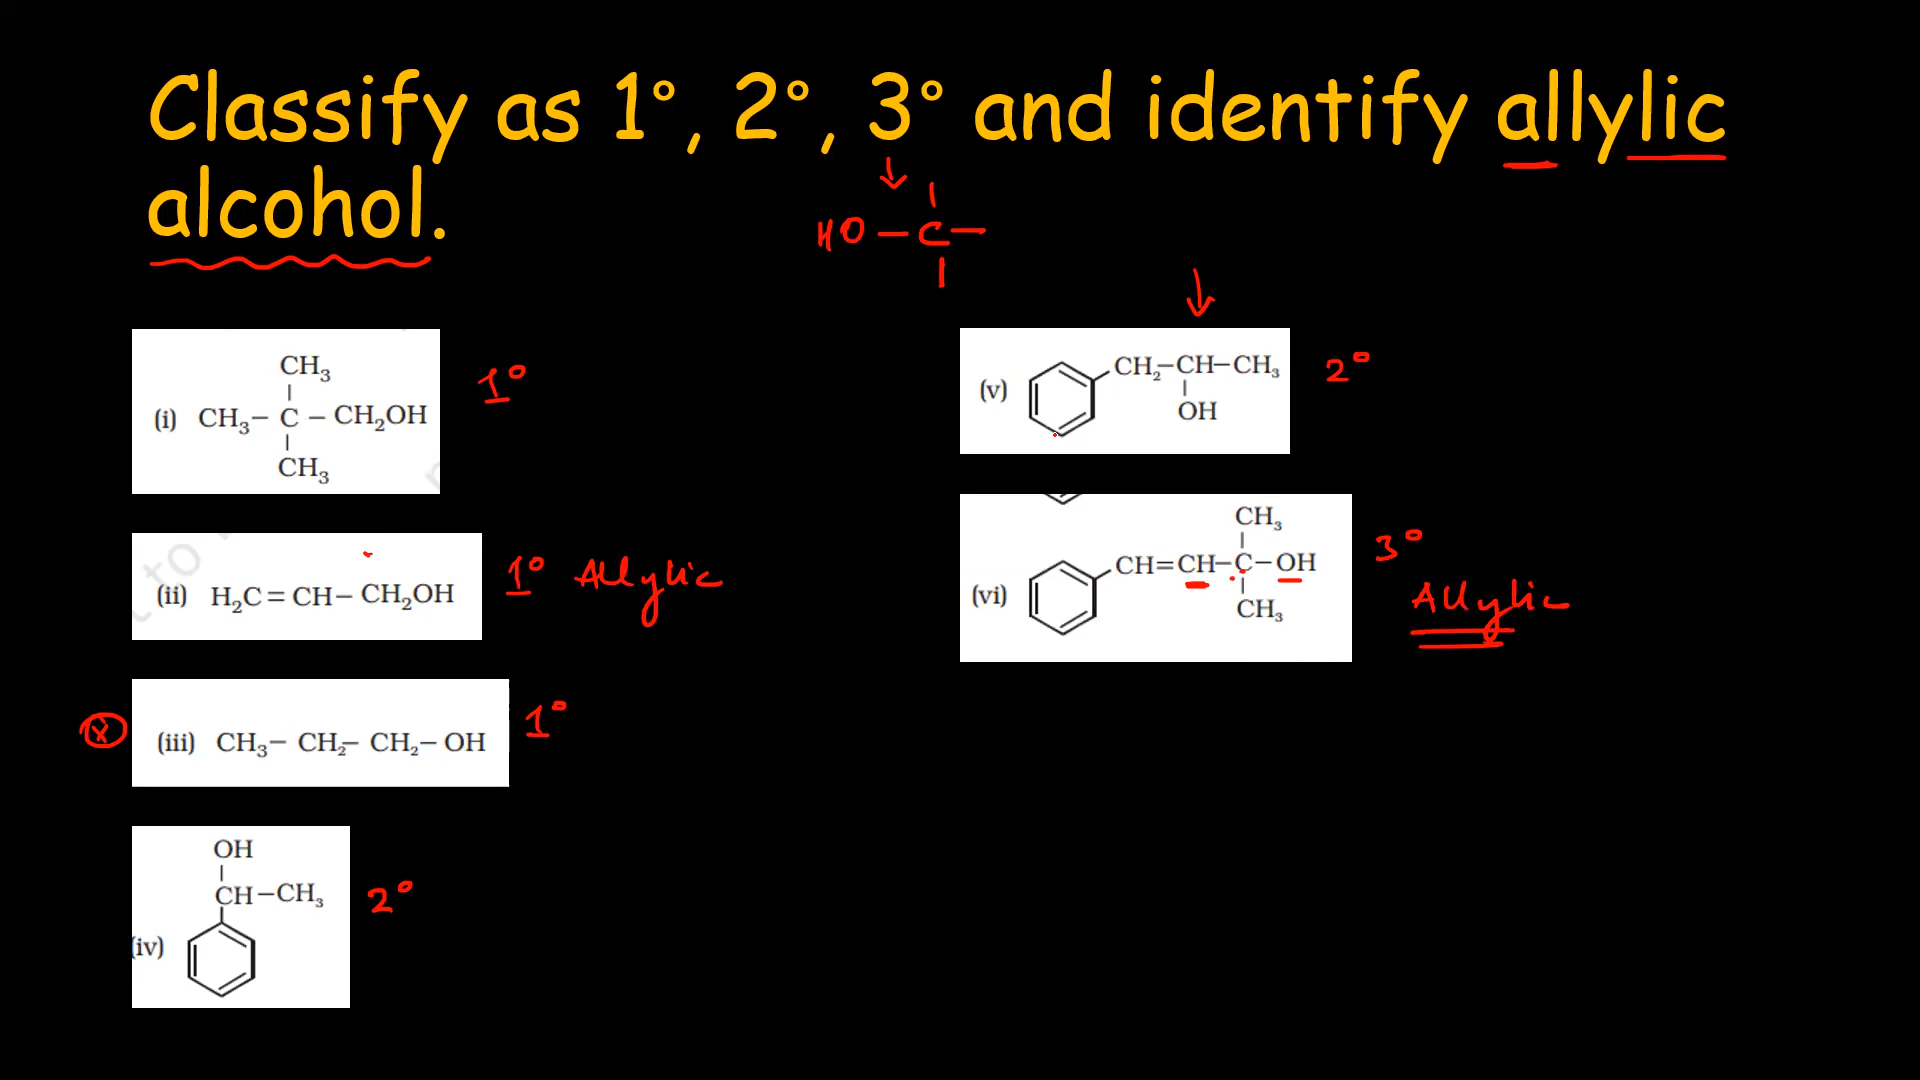 Classify as 1°, 2°, 3° and identify allylic
alcohol.
HO – C –
CH₃
(i) CH₃– C – CH₂OH
CH₃
1°
(ii) H₂C = CH– CH₂OH
1° Allylic
(iii) CH₃– CH₂– CH₂– OH
1°
OH
CH–CH₃
(iv)
2°
(v) CH₂–CH–CH₃
OH
2°
CH₃
(vi) CH=CH–C–OH
CH₃
3°
Allylic